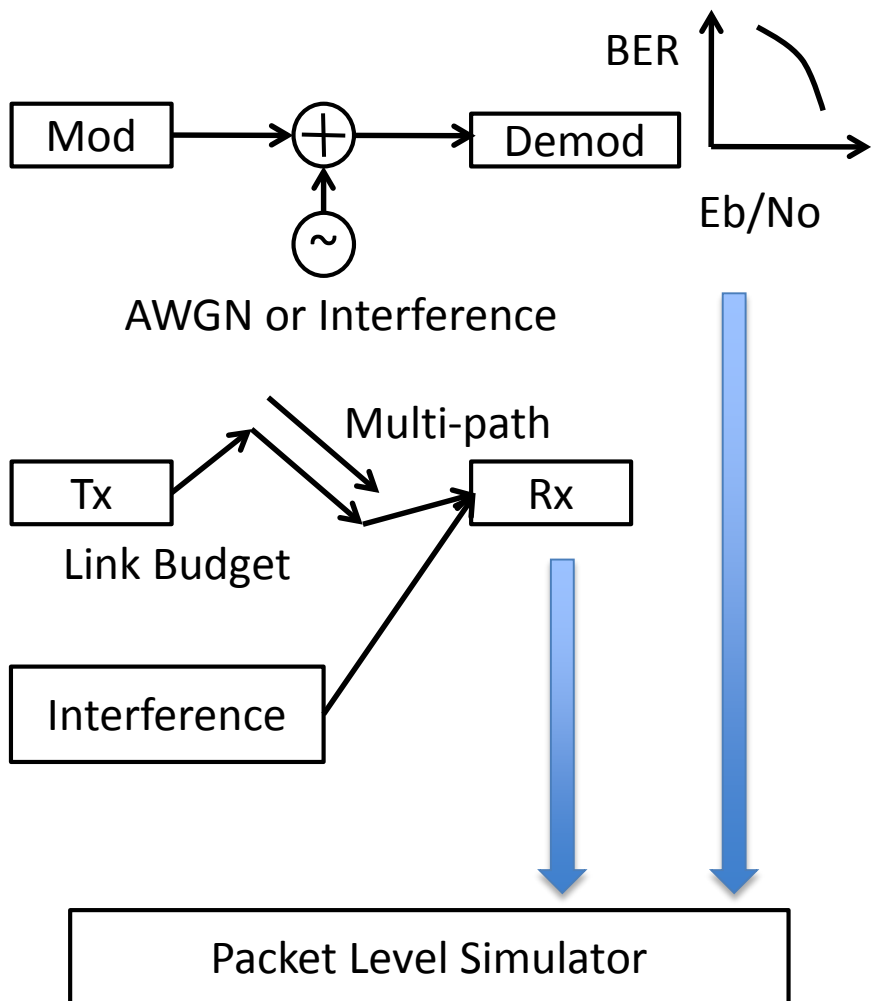 BER
Mod
Demod
Eb/No
~
AWGN or Interference
Multi-path
Tx
Rx
Link Budget
Interference
Packet Level Simulator